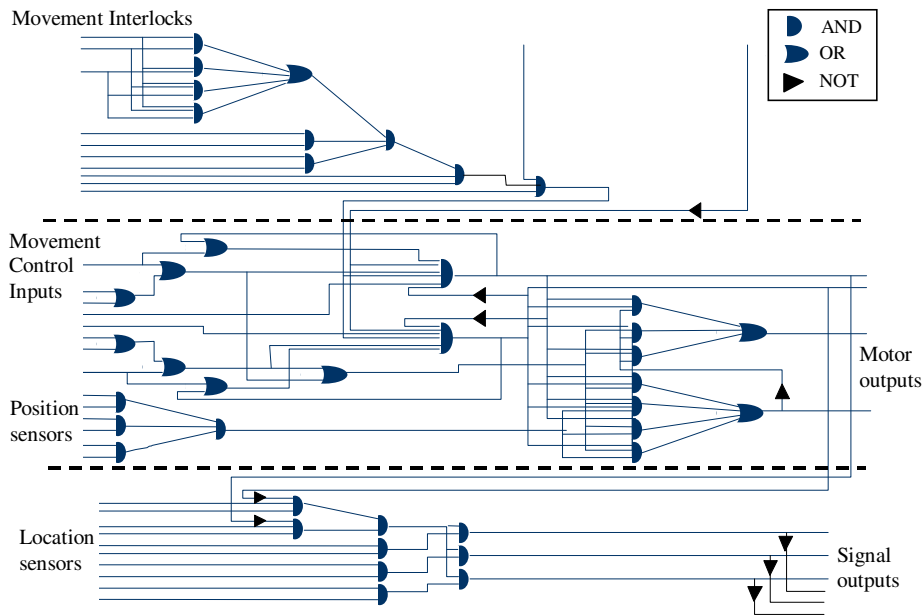 Movement Interlocks
AND
OR
NOT
Movement
Control
Inputs
Motor
outputs
Position
sensors
Location
sensors
Signal
outputs